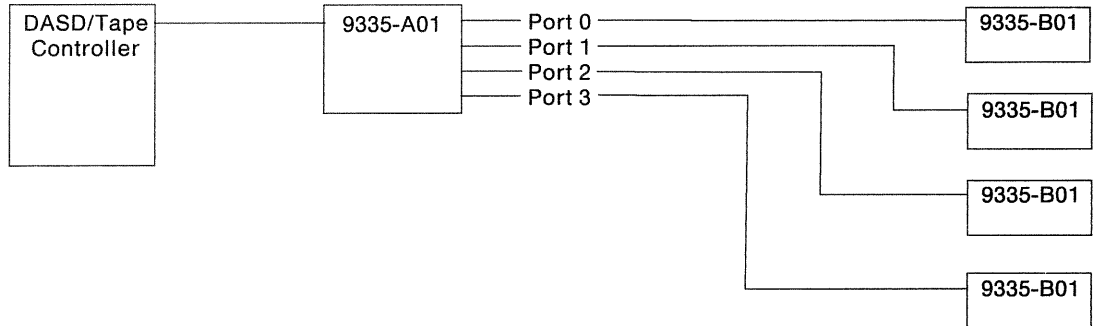 DASD/Tape
Controller
9335-A01
Port 0
Port 1
Port 2
Port 3
9335-B01
9335-B01
9335-B01
9335-B01